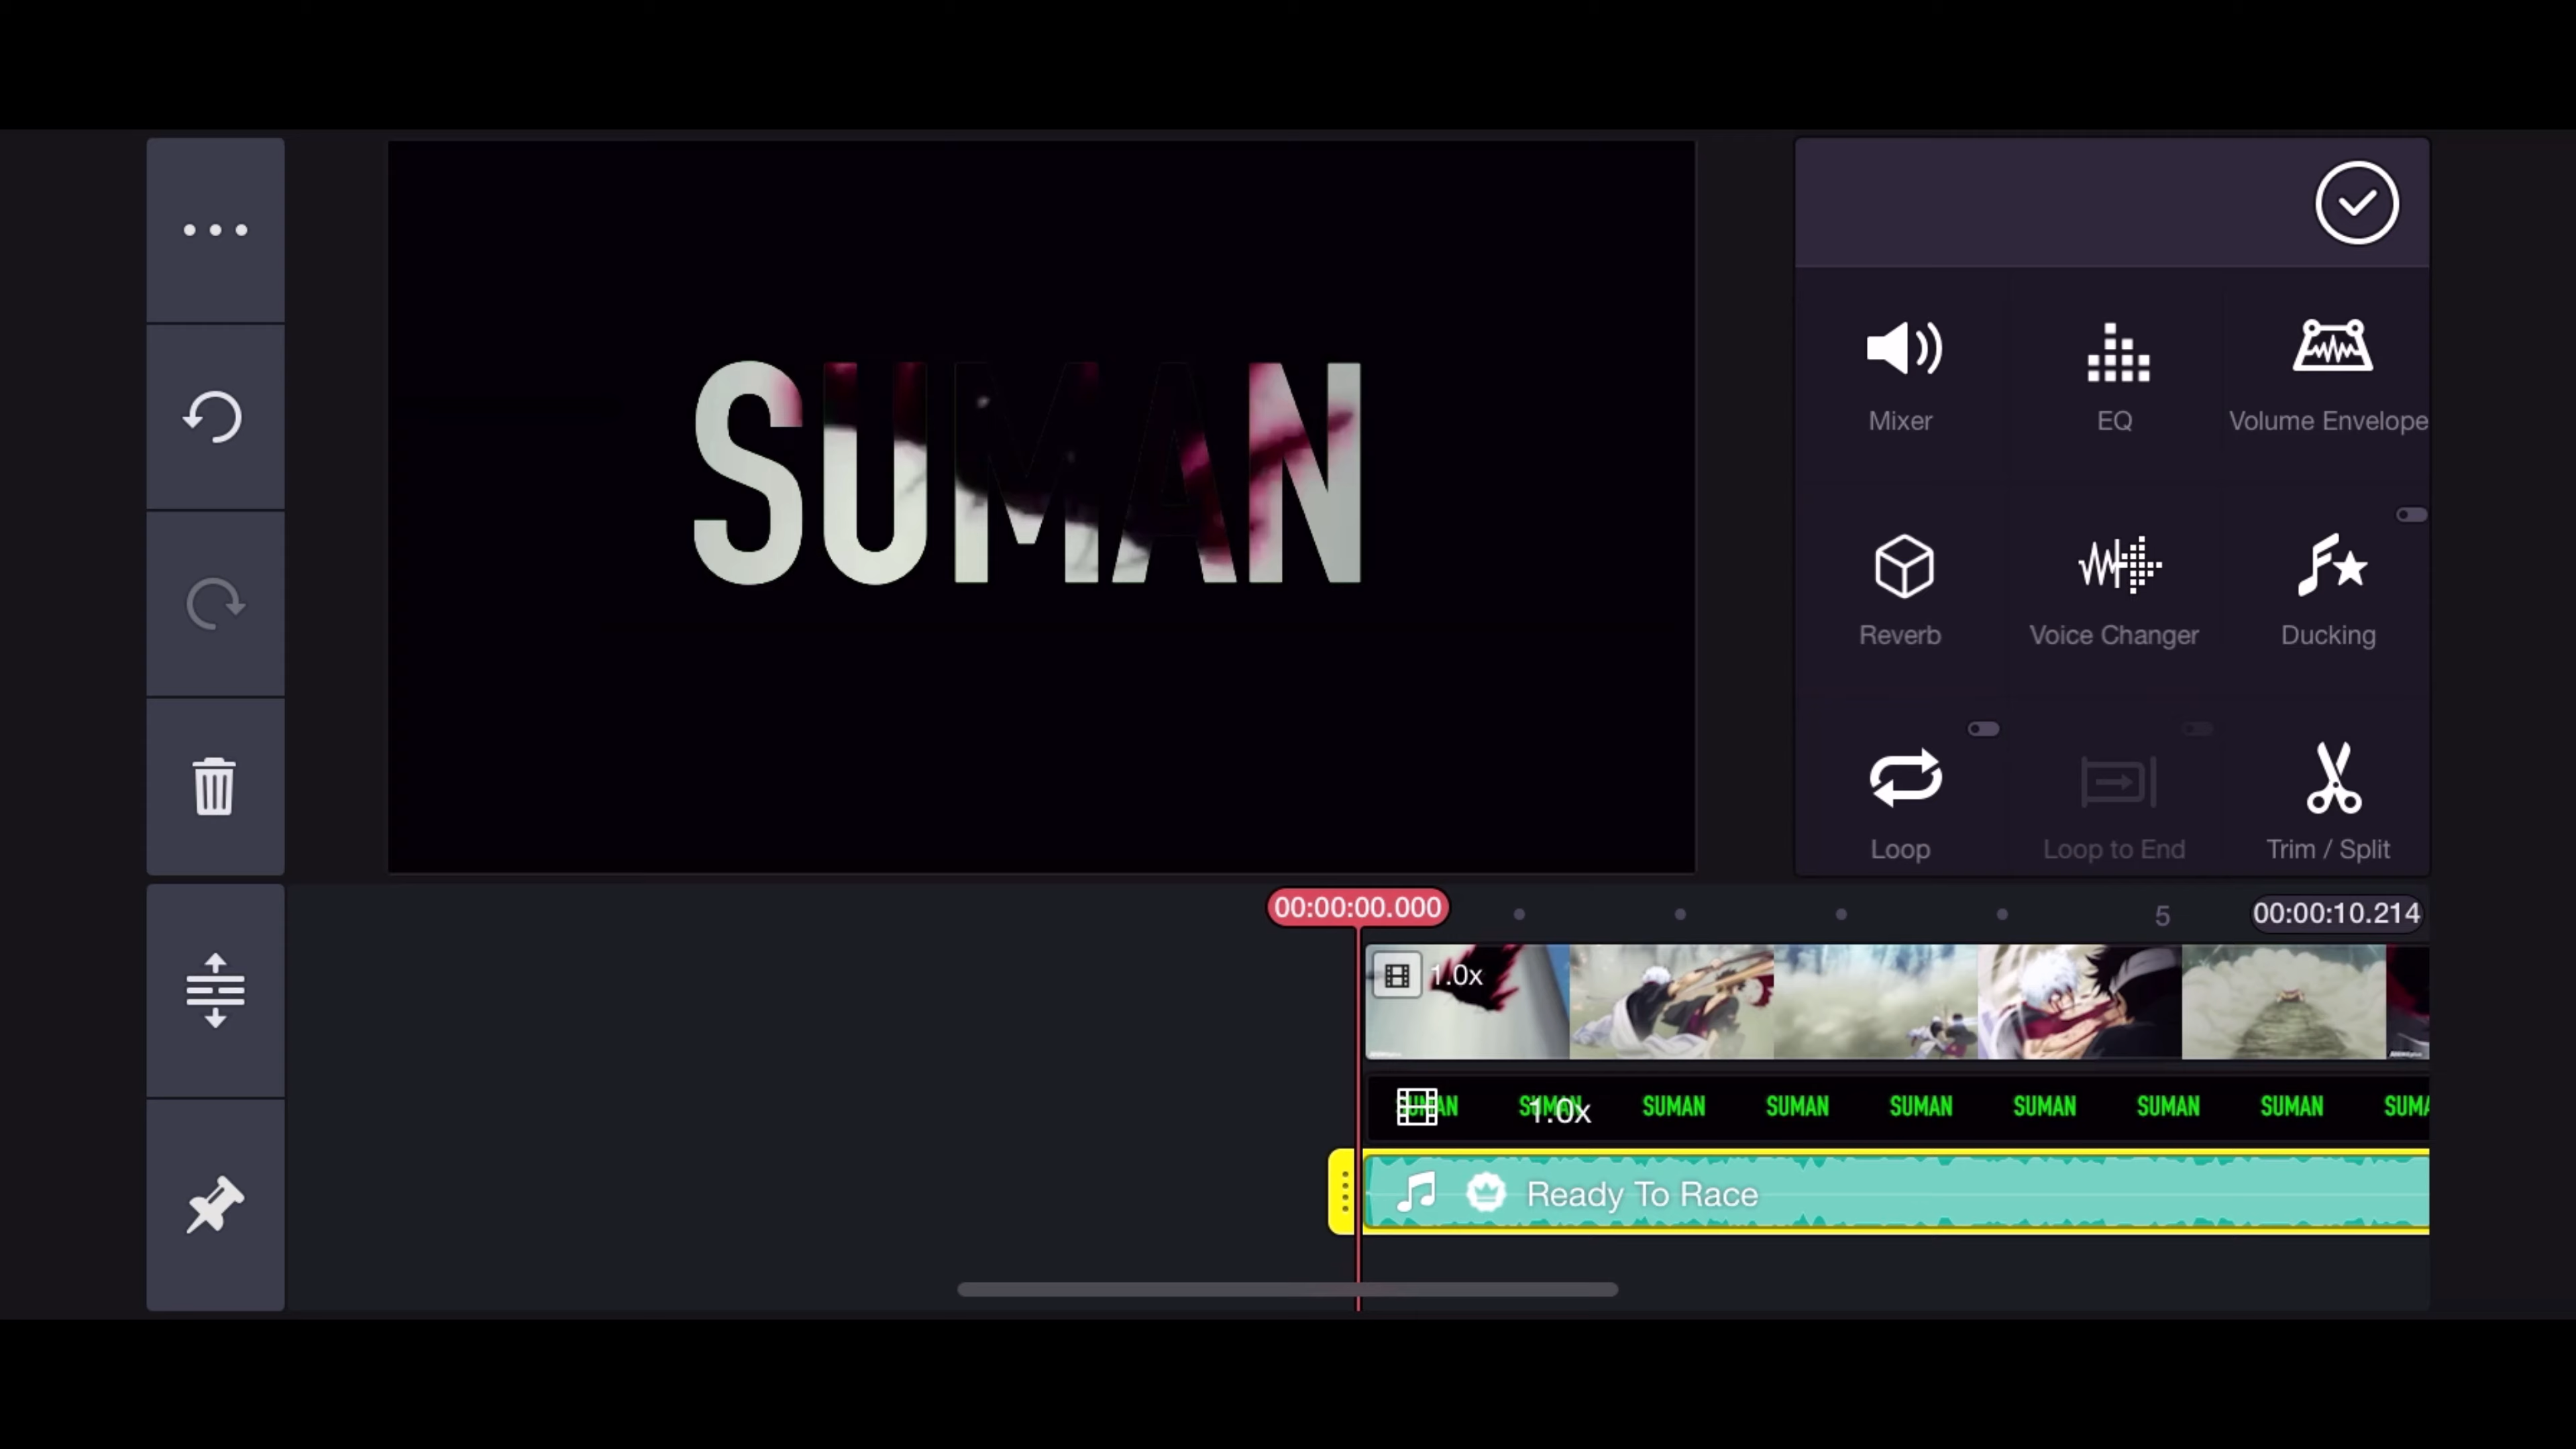 SUMAN
Mixer
EQ
Volume Envelope
Reverb
Voice Changer
Ducking
Loop
Loop to End
Trim / Split
00:00:00.000
5
00:00:10.214
1.0x
SUMAN SUMAN SUMAN SUMAN SUMAN SUMAN SUMAN SUMAN SUMA
1.0x
Ready To Race